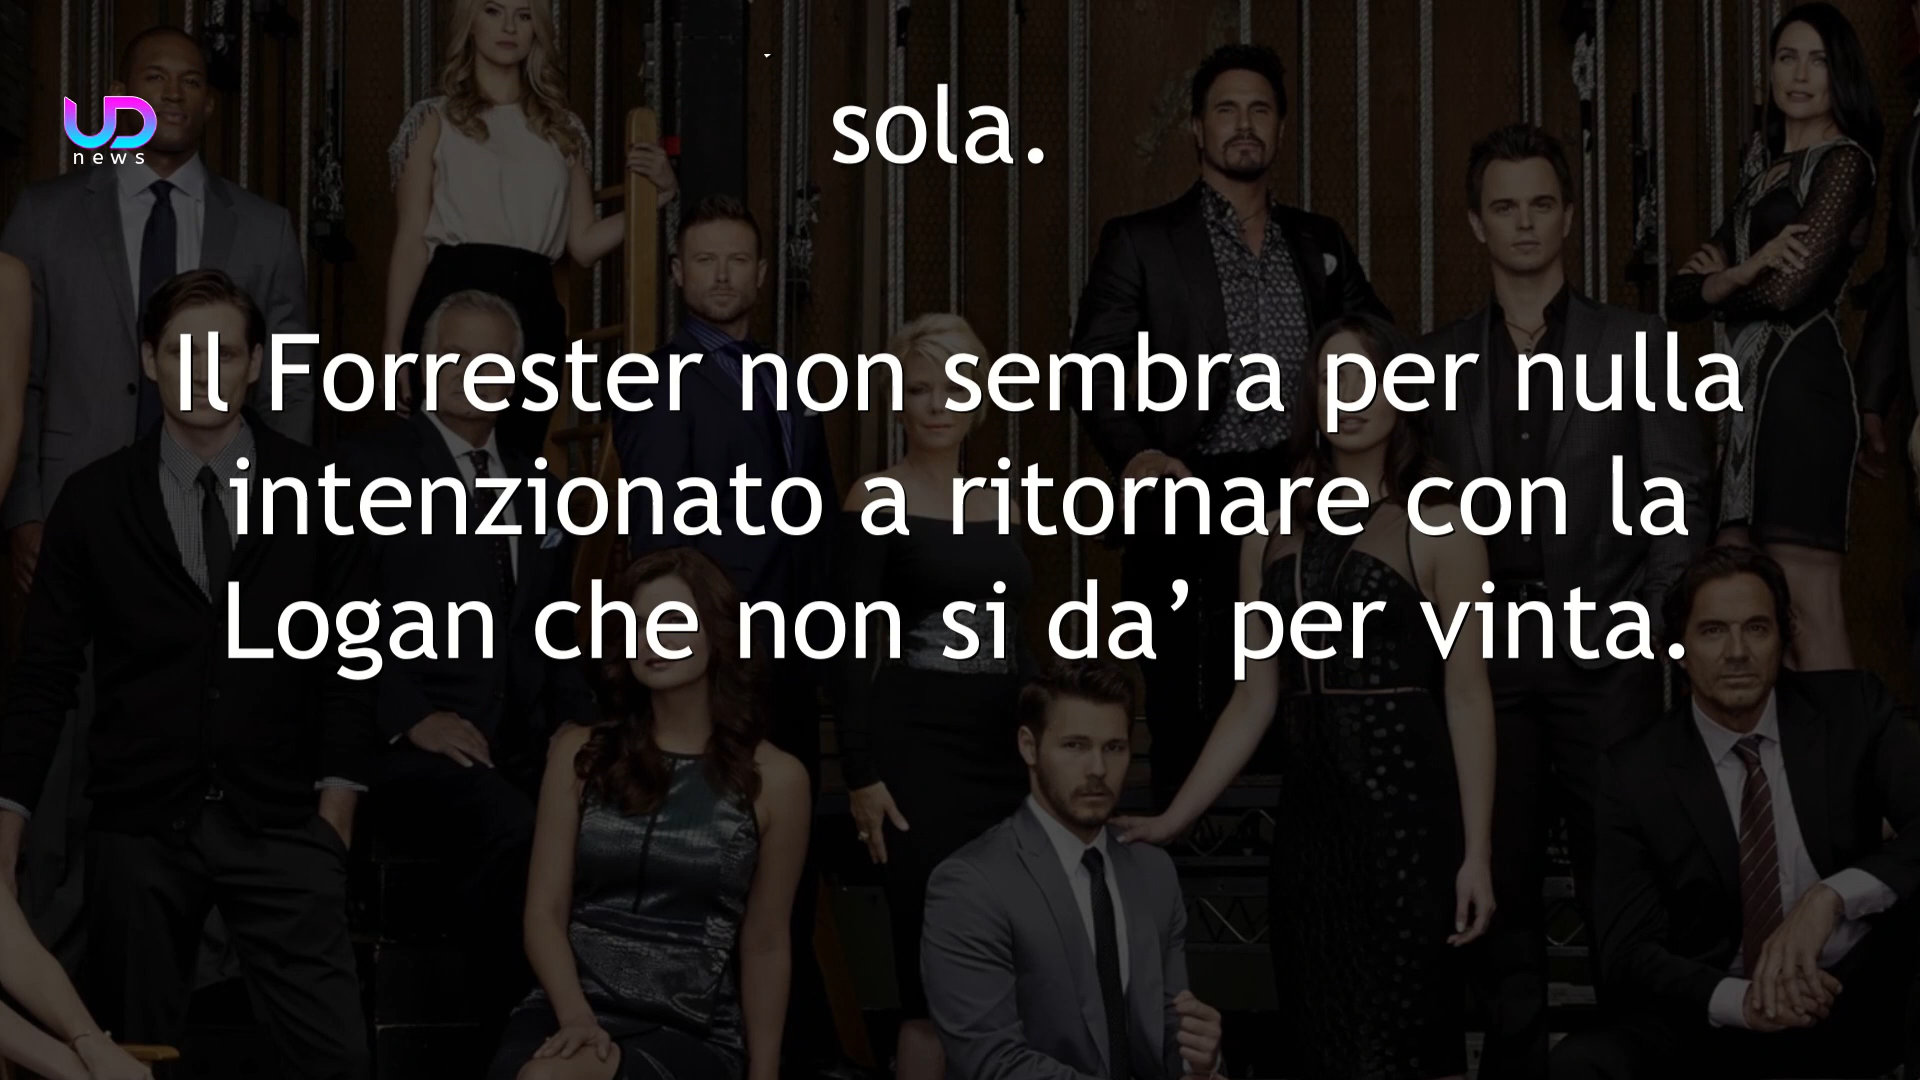 UD
news
sola.
Il Forrester non sembra per nulla
intenzionato a ritornare con la
Logan che non si da’ per vinta.